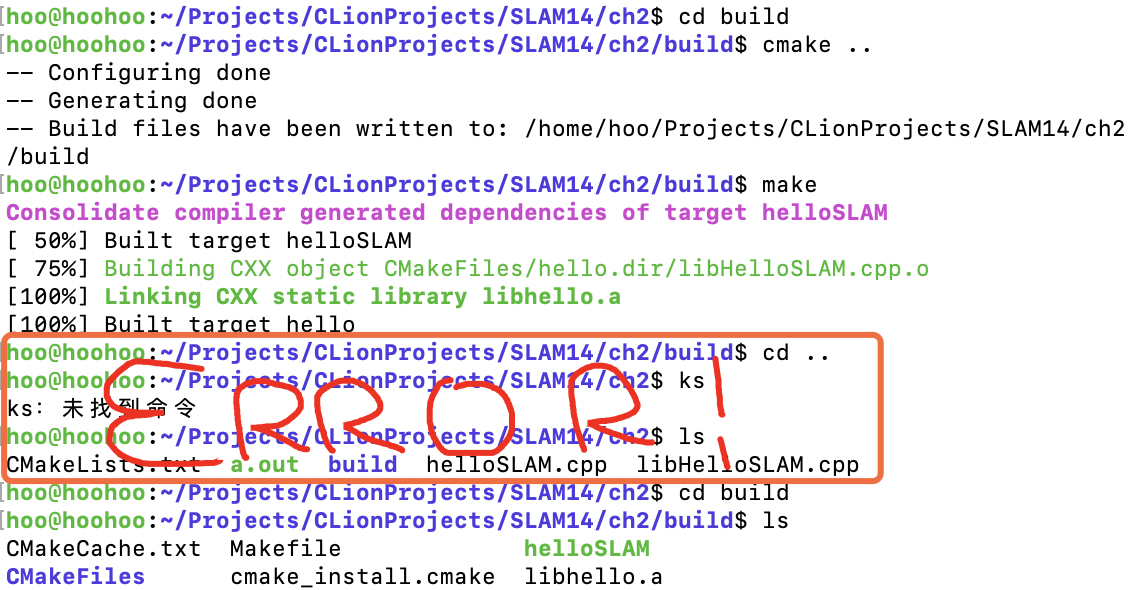 hoo@hoohoo:~/Projects/CLionProjects/SLAM14/ch2$ cd build
hoo@hoohoo:~/Projects/CLionProjects/SLAM14/ch2/build$ cmake ..
-- Configuring done
-- Generating done
-- Build files have been written to: /home/hoo/Projects/CLionProjects/SLAM14/ch2
/build
hoo@hoohoo:~/Projects/CLionProjects/SLAM14/ch2/build$ make
Consolidate compiler generated dependencies of target helloSLAM
[ 50%] Built target helloSLAM
[ 75%] Building CXX object CMakeFiles/hello.dir/libHelloSLAM.cpp.o
[100%] Linking CXX static library libhello.a
[100%] Built target hello
hoo@hoohoo:~/Projects/CLionProjects/SLAM14/ch2/build$ cd ..
hoo@hoohoo:~/Projects/CLionProjects/SLAM14/ch2$ ks
ks: 未找到命令
hoo@hoohoo:~/Projects/CLionProjects/SLAM14/ch2$ ls
CMakeLists.txt a.out build helloSLAM.cpp libHelloSLAM.cpp
ERROR!
hoo@hoohoo:~/Projects/CLionProjects/SLAM14/ch2$ cd build
hoo@hoohoo:~/Projects/CLionProjects/SLAM14/ch2/build$ ls
CMakeCache.txt Makefile helloSLAM
CMakeFiles cmake_install.cmake libhello.a